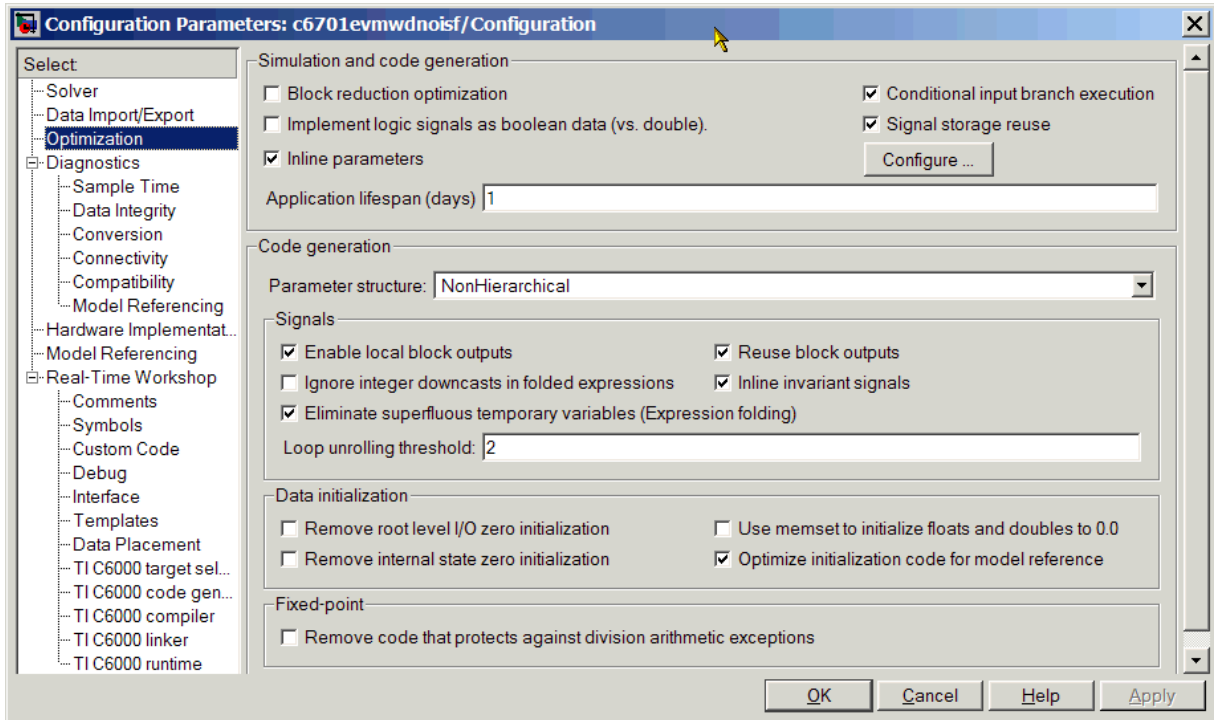 Configuration Parameters: c6701evmwdnoisf/Configuration
Select:
Solver
Data Import/Export
Optimization
Diagnostics
Sample Time
Data Integrity
Conversion
Connectivity
Compatibility
Model Referencing
Hardware Implementat...
Model Referencing
Real-Time Workshop
Comments
Symbols
Custom Code
Debug
Interface
Templates
Data Placement
TI C6000 target sel...
TI C6000 code gen...
TI C6000 compiler
TI C6000 linker
TI C6000 runtime
Simulation and code generation
Block reduction optimization
Conditional input branch execution
Implement logic signals as boolean data (vs. double).
Signal storage reuse
Inline parameters
Configure ...
Application lifespan (days) 1
Code generation
Parameter structure: NonHierarchical
Signals
Enable local block outputs
Reuse block outputs
Ignore integer downcasts in folded expressions
Inline invariant signals
Eliminate superfluous temporary variables (Expression folding)
Loop unrolling threshold: 2
Data initialization
Remove root level I/O zero initialization
Use memset to initialize floats and doubles to 0.0
Remove internal state zero initialization
Optimize initialization code for model reference
Fixed-point
Remove code that protects against division arithmetic exceptions
OK
Cancel
Help
Apply